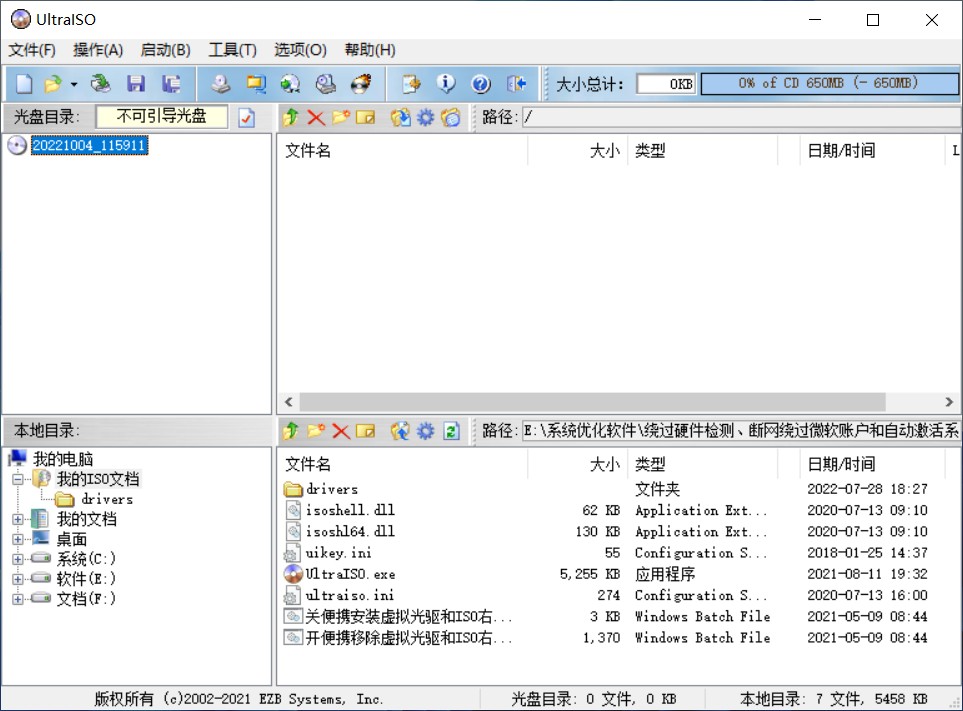 UltraISO
文件(F) 操作(A) 启动(B) 工具(T) 选项(O) 帮助(H)
大小总计： 0KB 0% of CD 650MB (- 650MB)
光盘目录： 不可引导光盘 路径：/
20221004_115911
文件名 大小 类型 日期/时间 L
本地目录： 路径：E:\系统优化软件\绕过硬件检测、断网绕过微软账户和自动激活系
文件名 大小 类型 日期/时间
我的电脑
我的ISO文档
drivers
我的文档
桌面
系统(C:)
软件(E:)
文档(F:)
drivers 文件夹 2022-07-28 18:27
isoshell.dll 62 KB Application Ext... 2020-07-13 09:10
isoshl64.dll 130 KB Application Ext... 2020-07-13 09:10
uikey.ini 55 Configuration S... 2018-01-25 14:37
UltraISO.exe 5,255 KB 应用程序 2021-08-11 19:32
ultraiso.ini 274 Configuration S... 2020-07-13 16:00
关便携安装虚拟光驱和ISO右... 3 KB Windows Batch File 2021-05-09 08:44
开便携移除虚拟光驱和ISO右... 1,370 Windows Batch File 2021-05-09 08:44
版权所有 (c)2002-2021 EZB Systems, Inc. 光盘目录: 0 文件, 0 KB 本地目录: 7 文件, 5458 KB